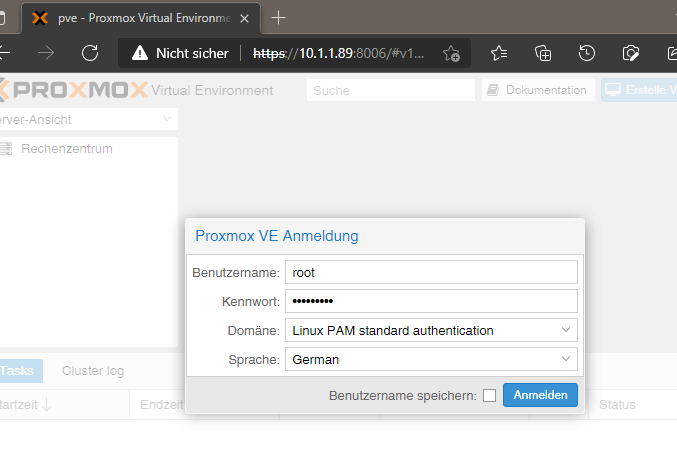 pve - Proxmox Virtual Environme
Nicht sicher https://10.1.1.89:8006/#v1...
PROXMOX Virtual Environment Suche Dokumentation Erstelle V
erver-Ansicht
Rechenzentrum
Proxmox VE Anmeldung
Benutzername: root
Kennwort: •••••••••
Domäne: Linux PAM standard authentication
Sprache: German
Benutzername speichern: Anmelden
Tasks Cluster log
tartzeit Endzeit Status